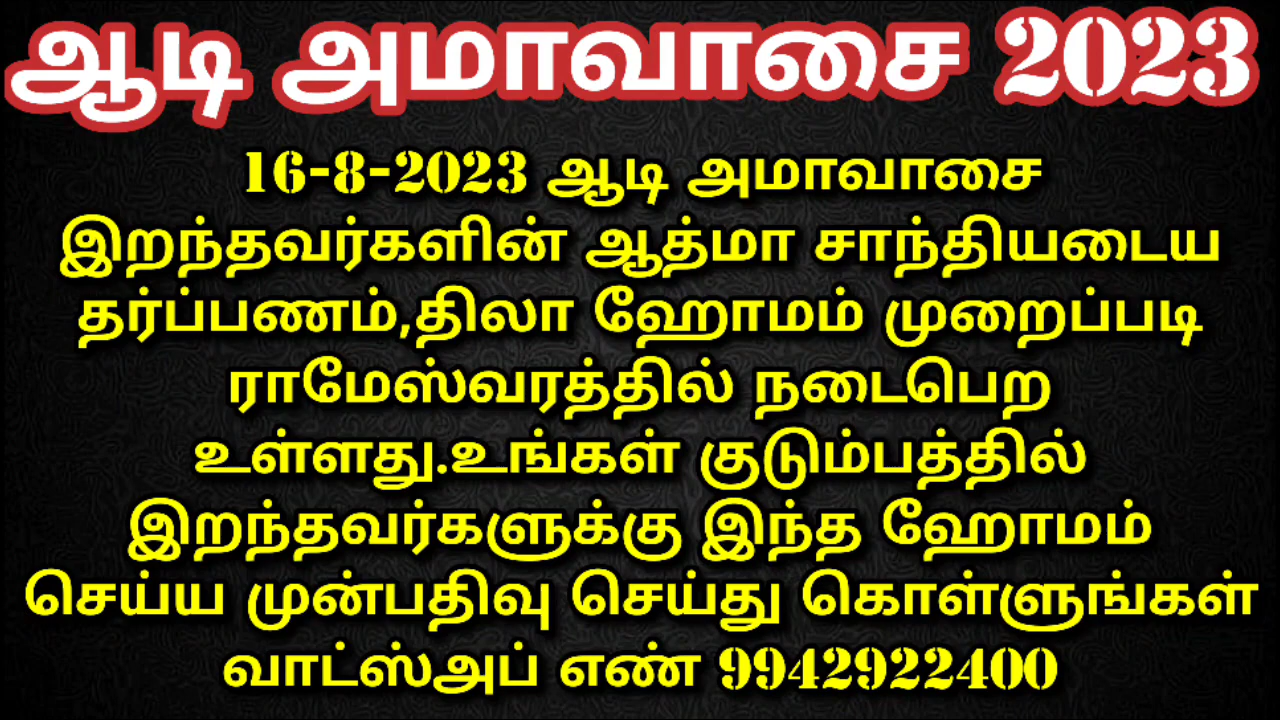 ஆடி அமாவாசை 2023
16-8-2023 ஆடி அமாவாசை
இறந்தவர்களின் ஆத்மா சாந்தியடைய
தர்ப்பணம்,திலா ஹோமம் முறைப்படி
ராமேஸ்வரத்தில் நடைபெற
உள்ளது.உங்கள் குடும்பத்தில்
இறந்தவர்களுக்கு இந்த ஹோமம்
செய்ய முன்பதிவு செய்து கொள்ளுங்கள்
வாட்ஸ்அப் எண் 9942922400